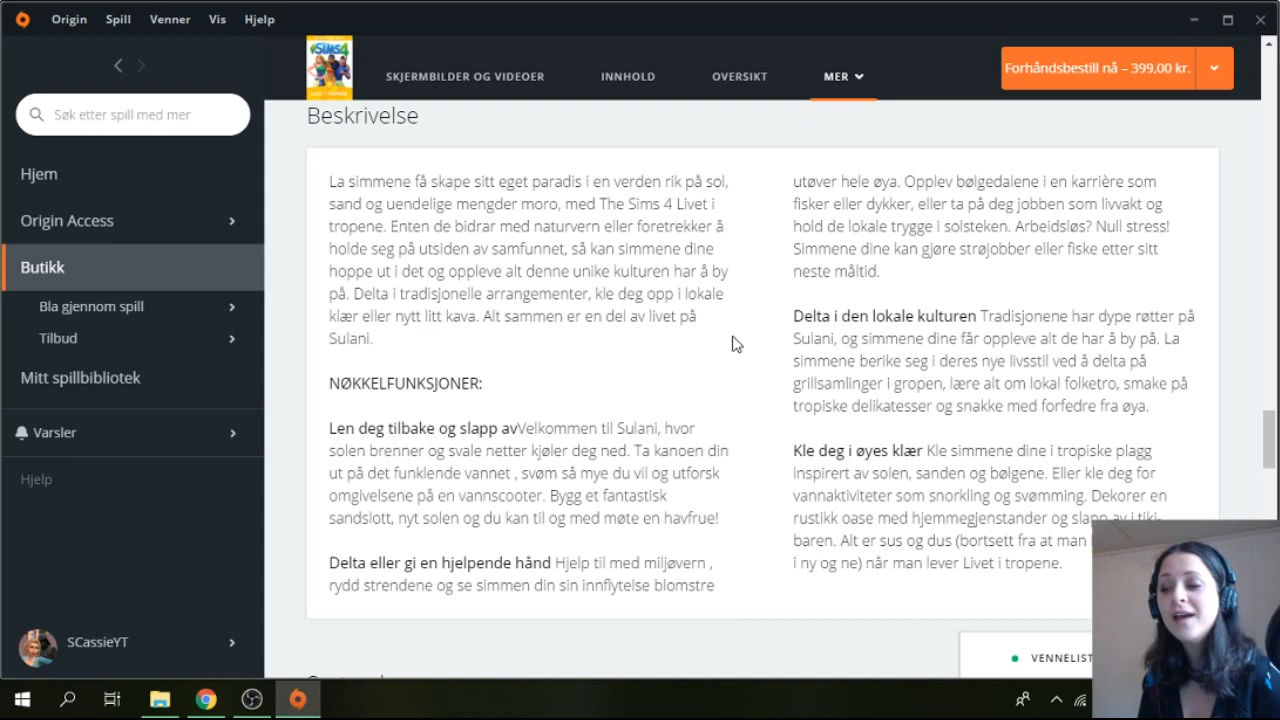 Origin
Spill
Venner
Vis
Hjelp
SKJERMBILDER OG VIDEOER
INNHOLD
OVERSIKT
MER
Forhåndsbestill nå – 399,00 kr.
Søk etter spill med mer
Hjem
Origin Access
Butikk
Bla gjennom spill
Tilbud
Mitt spillbibliotek
Varsler
Hjelp
SCassieYT
Beskrivelse
La simmene få skape sitt eget paradis i en verden rik på sol,
sand og uendelige mengder moro, med The Sims 4 Livet i
tropene. Enten de bidrar med naturvern eller foretrekker å
holde seg på utsiden av samfunnet, så kan simmene dine
hoppe ut i det og oppleve alt denne unike kulturen har å by
på. Delta i tradisjonelle arrangementer, kle deg opp i lokale
klær eller nytt litt kava. Alt sammen er en del av livet på
Sulani.
NØKKELFUNKSJONER:
Len deg tilbake og slapp avVelkommen til Sulani, hvor
solen brenner og svale netter kjøler deg ned. Ta kanoen din
ut på det funklende vannet , svøm så mye du vil og utforsk
omgivelsene på en vannscooter. Bygg et fantastisk
sandslott, nyt solen og du kan til og med møte en havfrue!
Delta eller gi en hjelpende hånd Hjelp til med miljøvern ,
rydd strendene og se simmen din sin innflytelse blomstre
utøver hele øya. Opplev bølgedalene i en karrière som
fisker eller dykker, eller ta på deg jobben som livvakt og
hold de lokale trygge i solsteken. Arbeidsløs? Null stress!
Simmene dine kan gjøre strøjobber eller fiske etter sitt
neste måltid.
Delta i den lokale kulturen Tradisjonene har dype røtter på
Sulani, og simmene dine får oppleve alt de har å by på. La
simmene berike seg i deres nye livsstil ved å delta på
grillsamlinger i gropen, lære alt om lokal folketro, smake på
tropiske delikatesser og snakke med forfedre fra øya.
Kle deg i øyes klær Kle simmene dine i tropiske plagg
inspirert av solen, sanden og bølgene. Eller kle deg for
vannaktiviteter som snorkling og svømming. Dekorer en
rustikk oase med hjemmegjenstander og slapp av i tiki-
baren. Alt er sus og dus (bortsett fra at man
i ny og ne) når man lever Livet i tropene.
VENNELIST